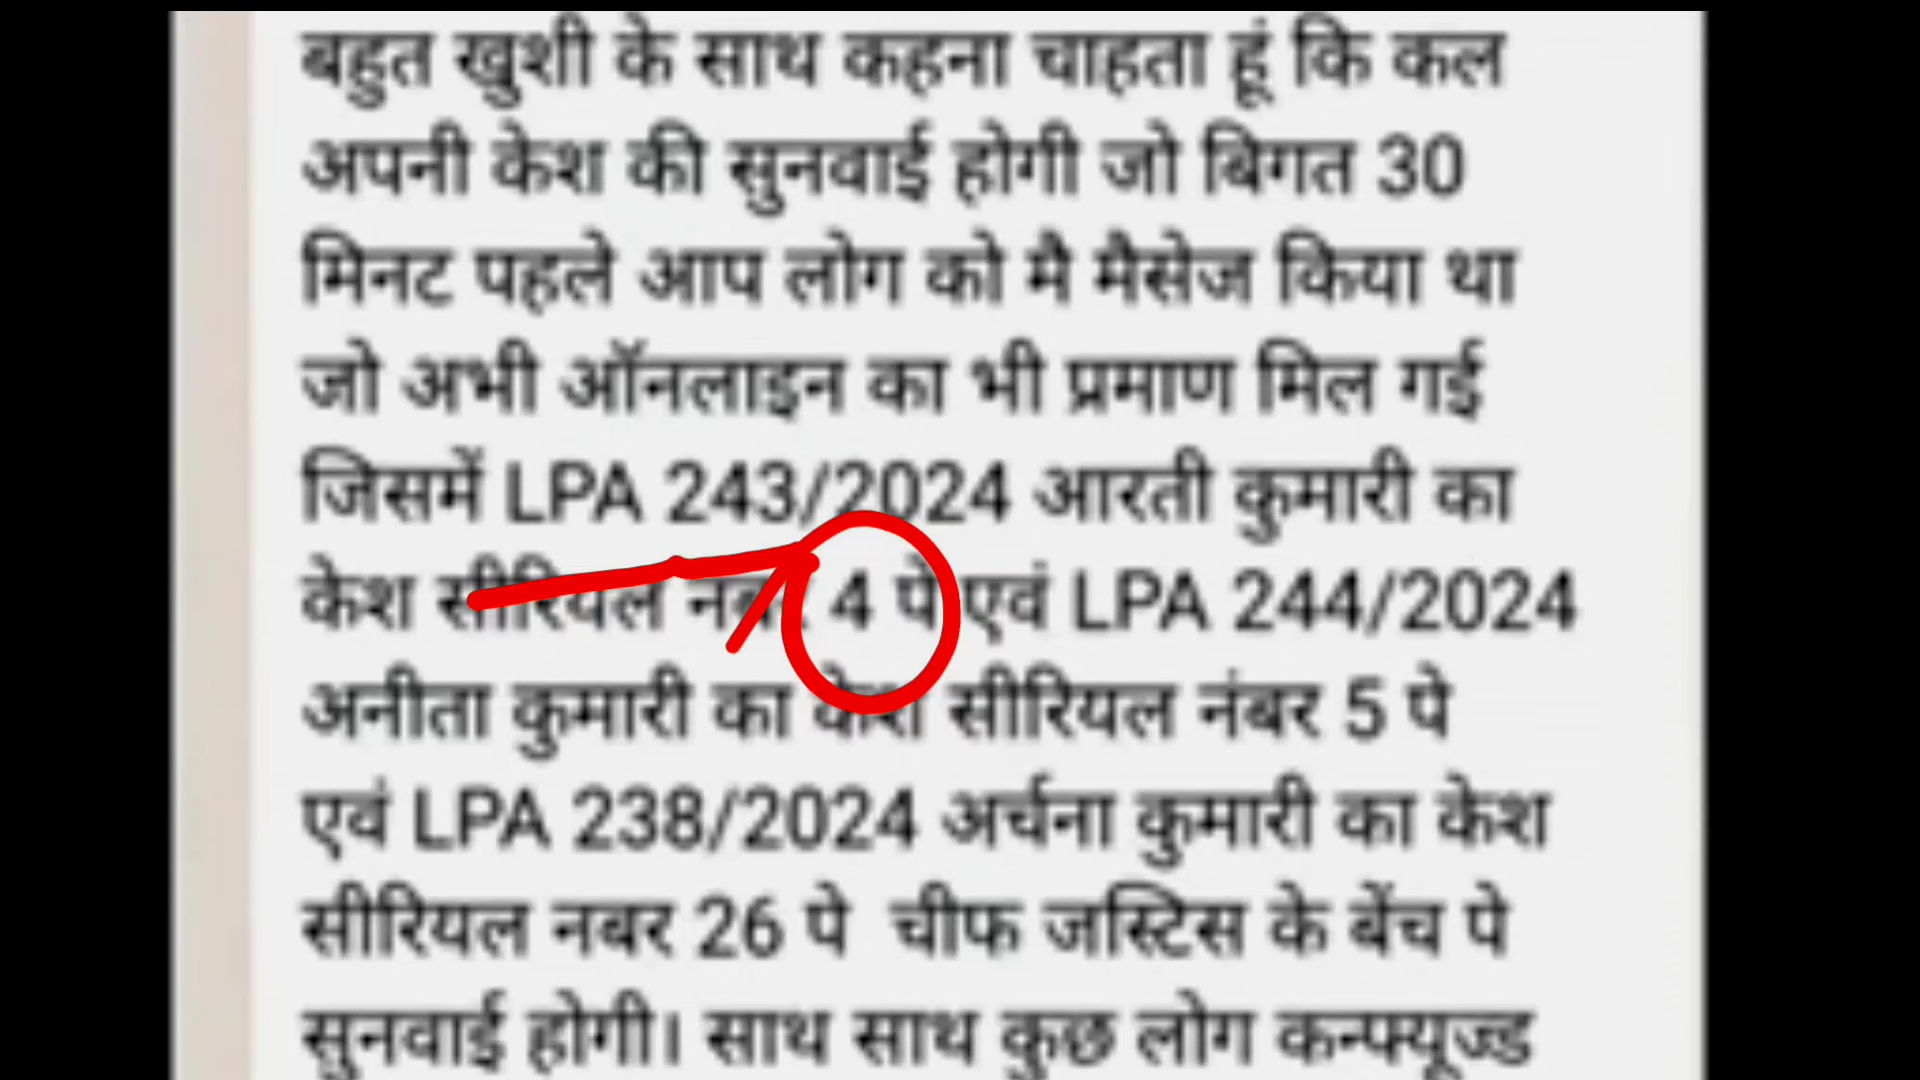 बहुत खुशी के साथ कहना चाहता हूं कि कल
अपनी केश की सुनवाई होगी जो बिगत 30
मिनट पहले आप लोग को मै मैसेज किया था
जो अभी ऑनलाइन का भी प्रमाण मिल गई
जिसमें LPA 243/2024 आरती कुमारी का
केश सीरियल नबर 4 पे एवं LPA 244/2024
अनीता कुमारी का केश सीरियल नंबर 5 पे
एवं LPA 238/2024 अर्चना कुमारी का केश
सीरियल नबर 26 पे चीफ जस्टिस के बेंच पे
सुनवाई होगी। साथ साथ कुछ लोग कन्फ्यूज्ड